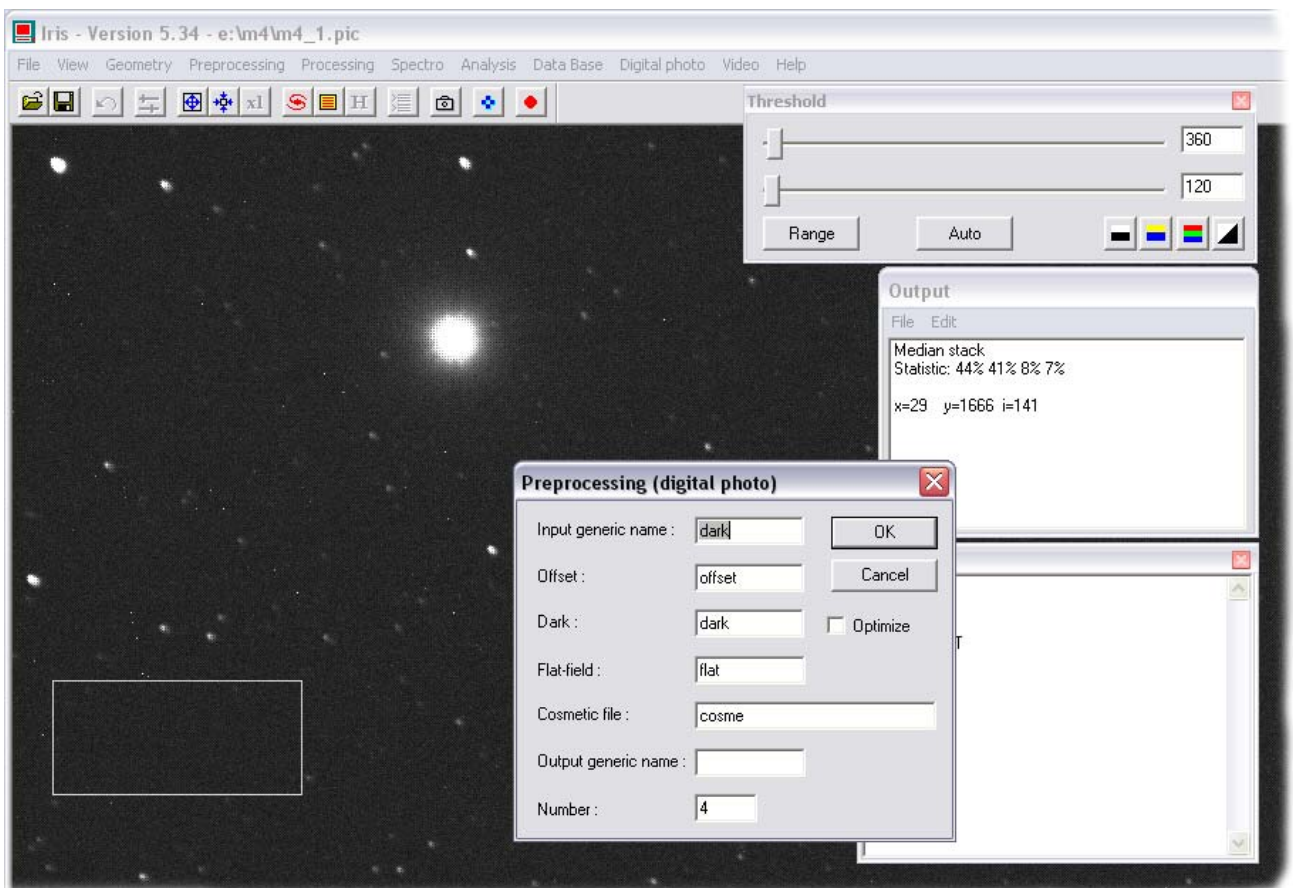 Iris - Version 5.34 - e:\m4\m4_1.pic
File View Geometry Preprocessing Processing Spectro Analysis Data Base Digital photo Video Help
x1 H
Threshold
360
120
Range Auto
Output
File Edit
Median stack
Statistic: 44% 41% 8% 7%
x=29 y=1666 i=141
Preprocessing (digital photo)
Input generic name : dark OK
Offset : offset Cancel
Dark : dark Optimize
Flat-field : flat
Cosmetic file : cosme
Output generic name :
Number : 4
T